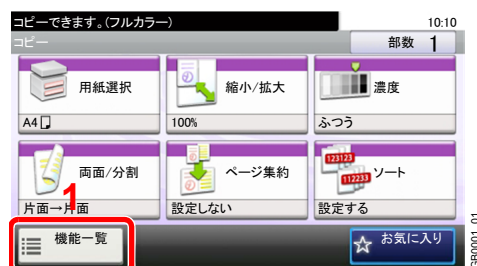 コピーできます。(フルカラー) 10:10
コピー 部数 1
用紙選択 縮小/拡大 濃度
A4 100% ふつう
両面/分割 ページ集約 ソート
123123
112233
片面→片面 設定しない 設定する
1
機能一覧 お気に入り
GB0001_01